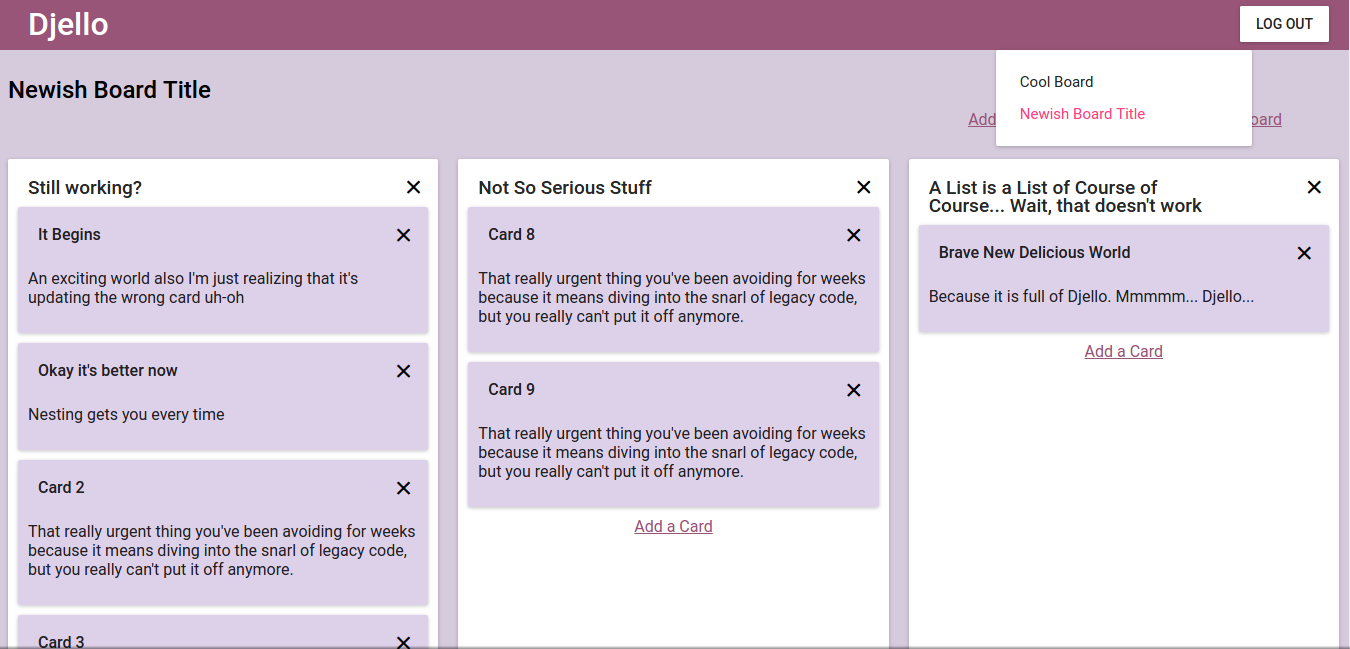 Djello
LOG OUT
Cool Board
Newish Board Title
Newish Board Title
Add
Still working?
It Begins
An exciting world also I'm just realizing that it's
updating the wrong card uh-oh
Okay it's better now
Nesting gets you every time
Card 2
That really urgent thing you've been avoiding for weeks
because it means diving into the snarl of legacy code,
but you really can't put it off anymore.
Card 3
Not So Serious Stuff
Card 8
That really urgent thing you've been avoiding for weeks
because it means diving into the snarl of legacy code,
but you really can't put it off anymore.
Card 9
That really urgent thing you've been avoiding for weeks
because it means diving into the snarl of legacy code,
but you really can't put it off anymore.
Add a Card
A List is a List of Course of
Course... Wait, that doesn't work
Brave New Delicious World
Because it is full of Djello. Mmmmm... Djello...
Add a Card